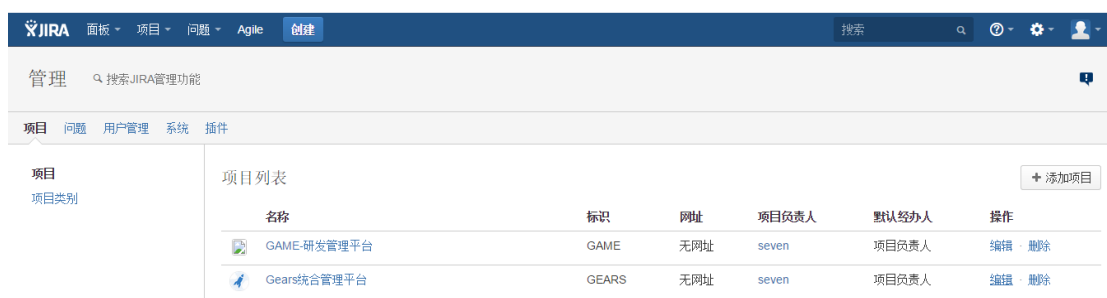 JIRA 面板 项目 问题 Agile 创建 搜索
管理 搜索JIRA管理功能
项目 问题 用户管理 系统 插件
项目
项目类别
项目列表 + 添加项目
名称 标识 网址 项目负责人 默认经办人 操作
GAME-研发管理平台 GAME 无网址 seven 项目负责人 编辑 · 删除
Gears统合管理平台 GEARS 无网址 seven 项目负责人 编辑 · 删除